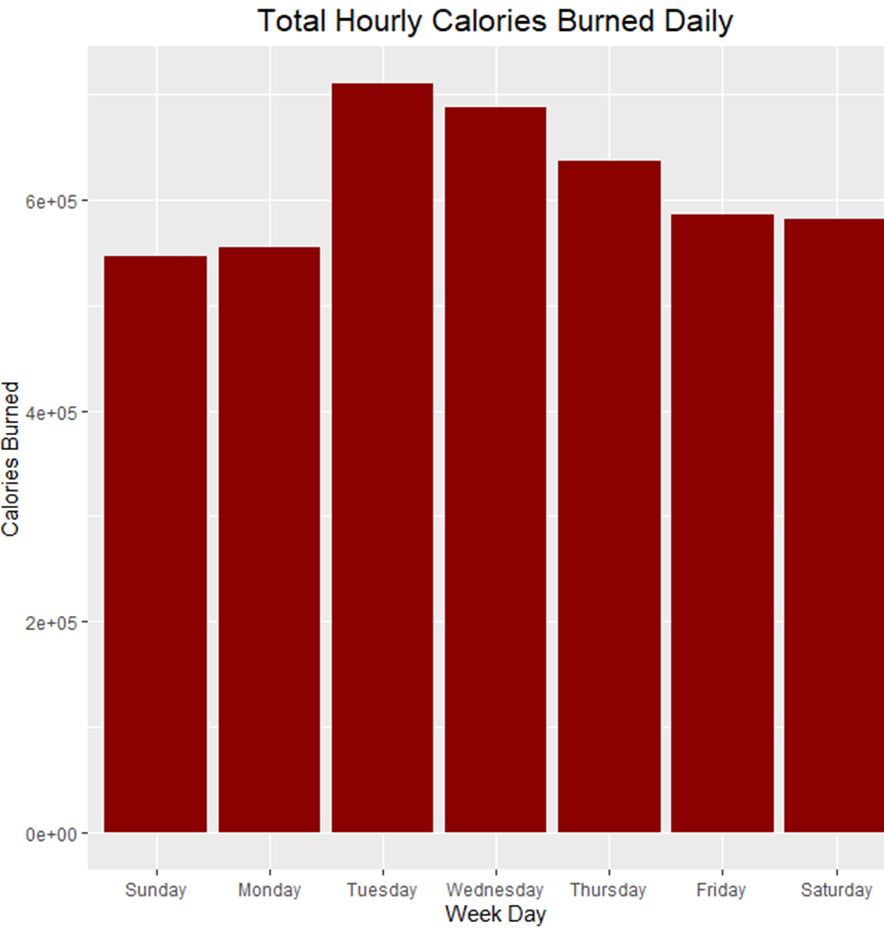 Total Hourly Calories Burned Daily
Calories Burned
6e+05
4e+05
2e+05
0e+00
Sunday Monday Tuesday Wednesday Thursday Friday Saturday
Week Day